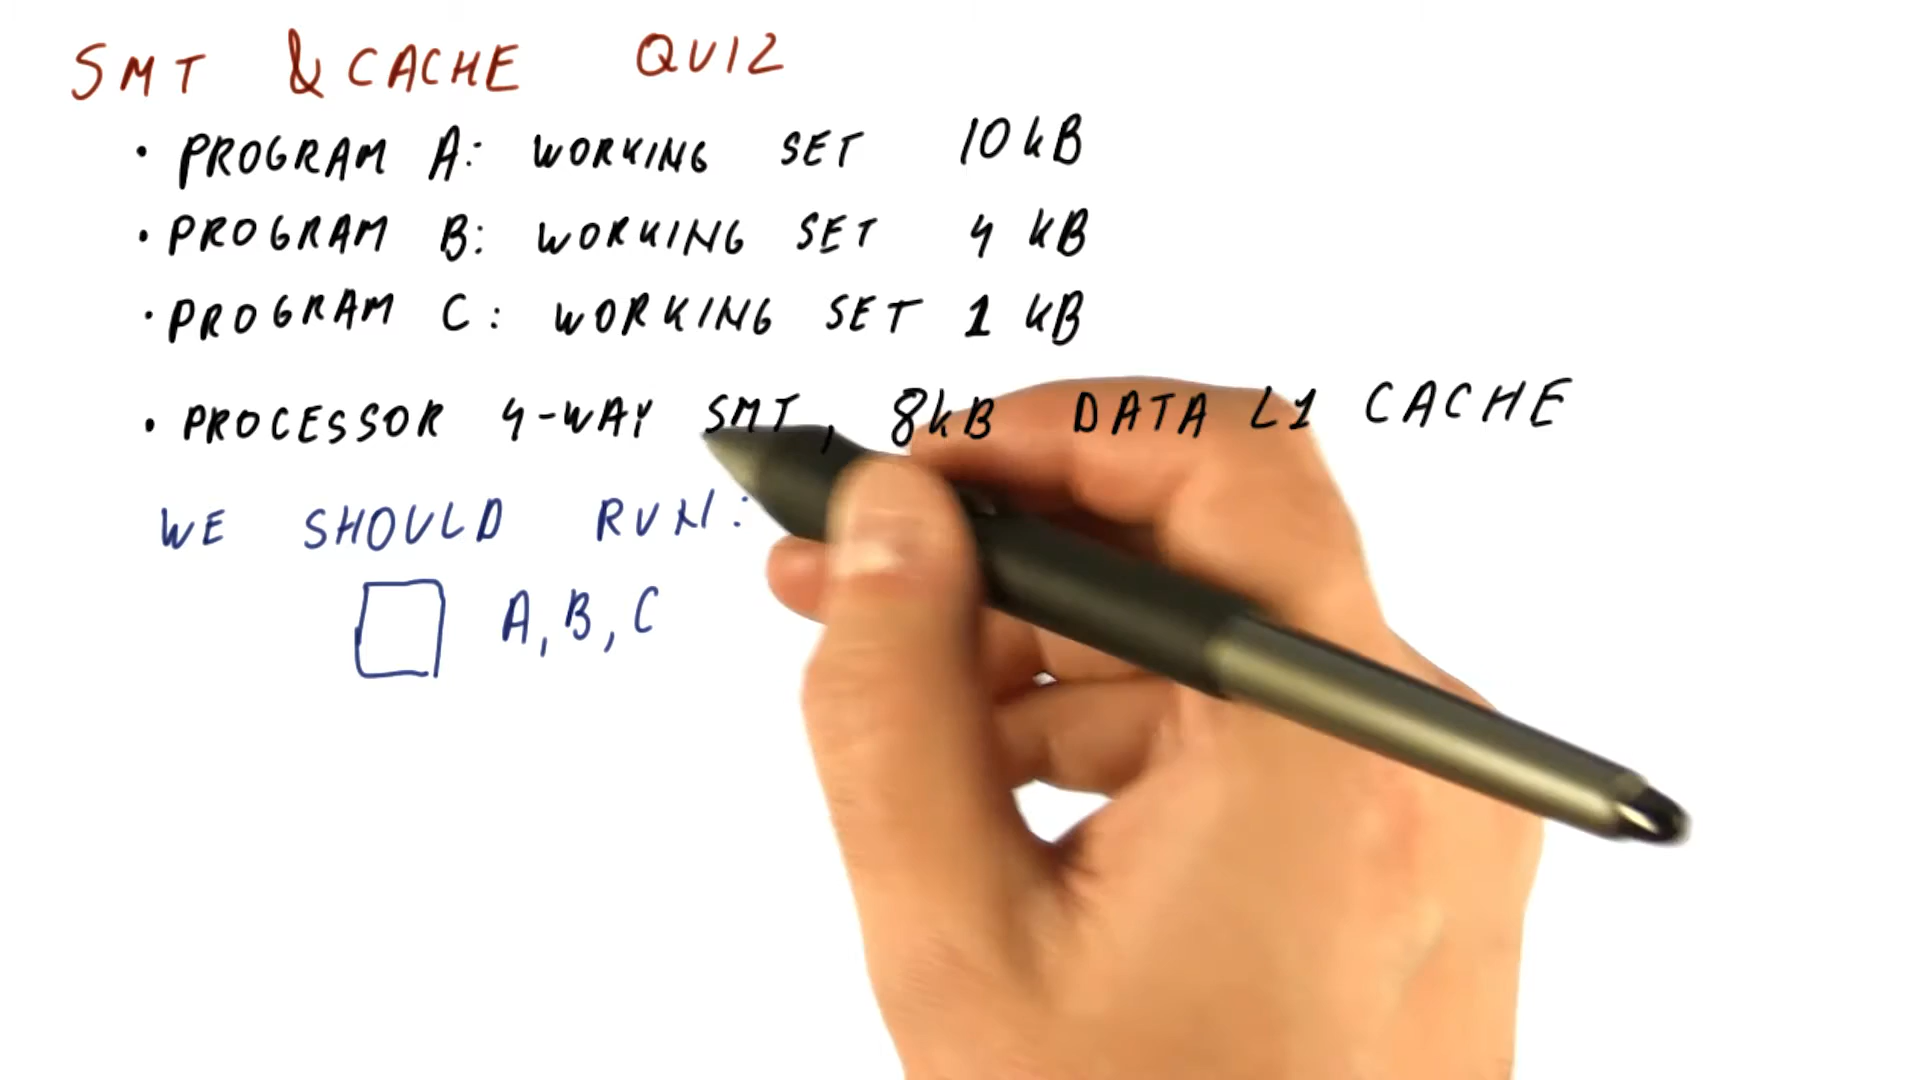 SMT & CACHE QUIZ
• PROGRAM A: WORKING SET 10kB
• PROGRAM B: WORKING SET 4 kB
• PROGRAM C: WORKING SET 1 kB
• PROCESSOR 4-WAY SMT, 8kB DATA L1 CACHE
WE SHOULD RUN:
A, B, C